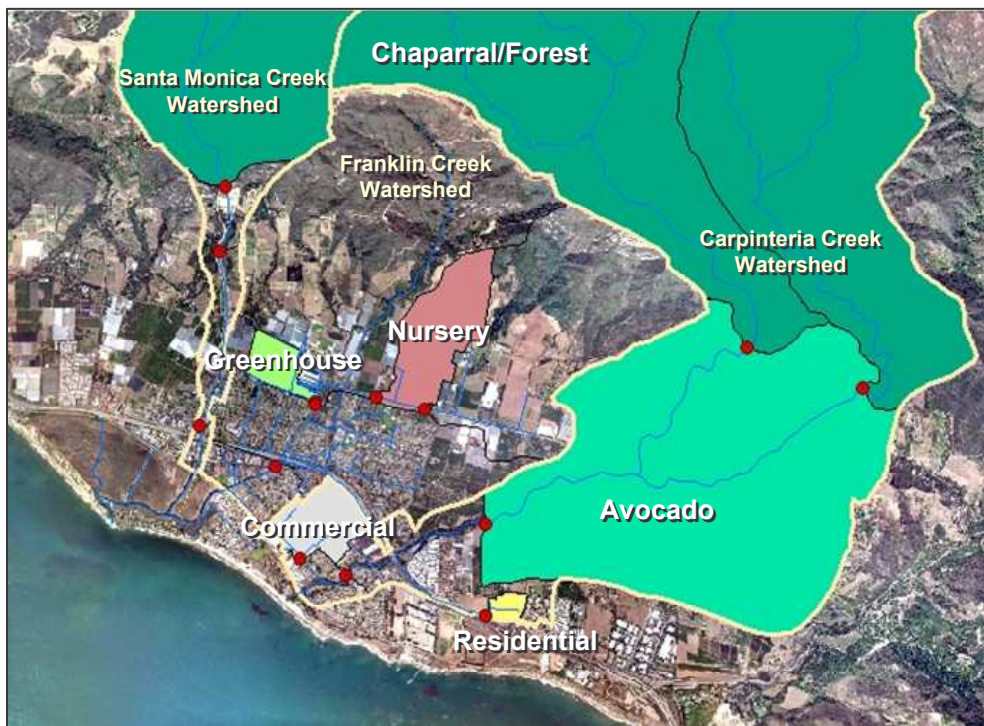 Chaparral/Forest
Santa Monica Creek
Watershed
Franklin Creek
Watershed
Carpinteria Creek
Watershed
Nursery
Greenhouse
Avocado
Commercial
Residential